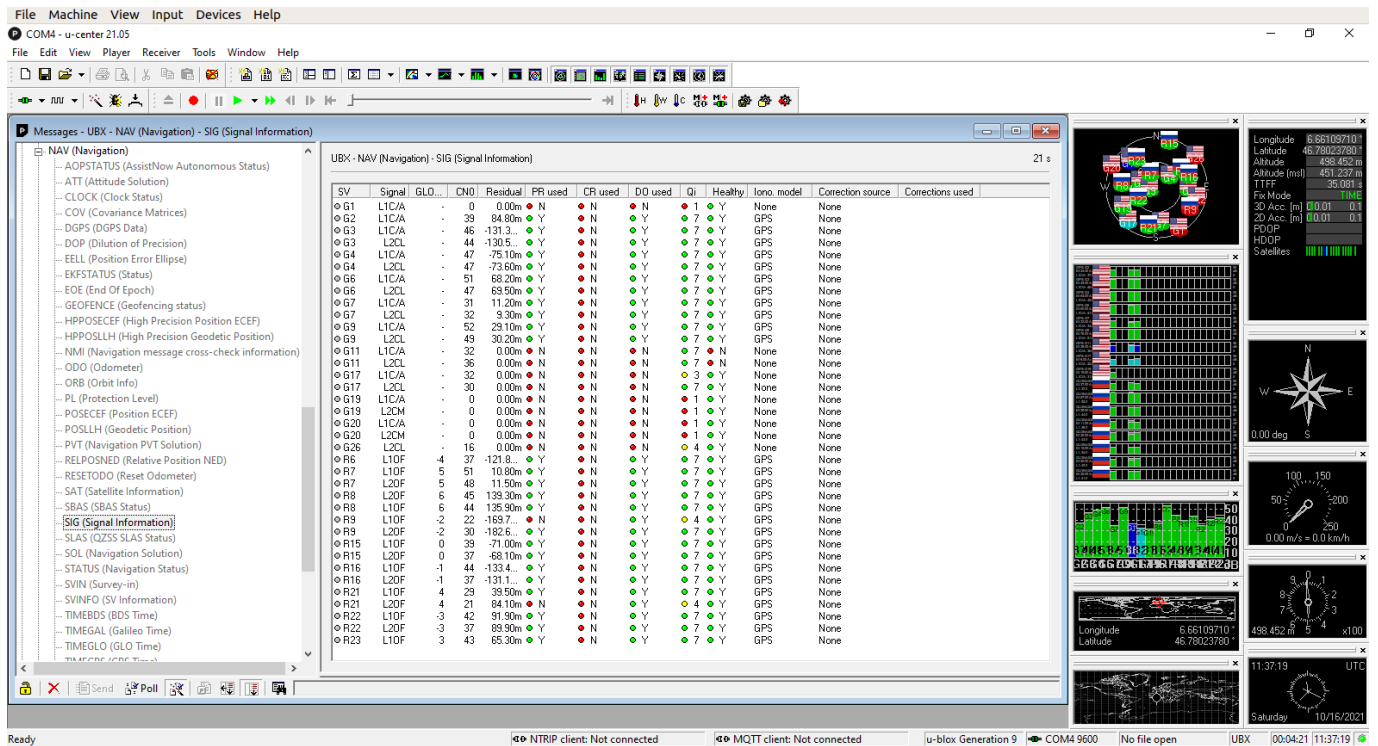 File Machine View Input Devices Help
COM4 - u-center 21.05
File Edit View Player Receiver Tools Window Help
Messages - UBX - NAV (Navigation) - SIG (Signal Information)
NAV (Navigation)
AOPSTATUS (AssistNow Autonomous Status)
ATT (Attitude Solution)
CLOCK (Clock Status)
COV (Covariance Matrices)
DGPS (DGPS Data)
DOP (Dilution of Precision)
EELL (Position Error Ellipse)
EKFSTATUS (Status)
EOE (End Of Epoch)
GEOFENCE (Geofencing status)
HPPOSECEF (High Precision Position ECEF)
HPPOSLLH (High Precision Geodetic Position)
NMI (Navigation message cross-check information)
ODO (Odometer)
ORB (Orbit Info)
PL (Protection Level)
POSECEF (Position ECEF)
POSLLH (Geodetic Position)
PVT (Navigation PVT Solution)
RELPOSNED (Relative Position NED)
RESETODO (Reset Odometer)
SAT (Satellite Information)
SBAS (SBAS Status)
SIG (Signal Information)
SLAS (QZSS SLAS Status)
SOL (Navigation Solution)
STATUS (Navigation Status)
SVIN (Survey-in)
SVINFO (SV Information)
TIMEBDS (BDS Time)
TIMEGAL (Galileo Time)
TIMEGLO (GLO Time)
TIMEGPS (GPS Time)
Send Poll
UBX - NAV (Navigation) - SIG (Signal Information) 21 s
SV Signal GLO... CN0 Residual PR used CR used DO used Qi Healthy Iono. model Correction source Corrections used
G1 L1C/A - 0 0.00m N N N 1 Y None None
G2 L1C/A - 39 84.80m Y N Y 7 Y GPS None
G3 L1C/A - 46 -131.3... Y N Y 7 Y GPS None
G3 L2CL - 44 -130.5... Y N Y 7 Y GPS None
G4 L1C/A - 47 -75.10m Y N Y 7 Y GPS None
G4 L2CL - 47 -73.60m Y N Y 7 Y GPS None
G6 L1C/A - 51 68.20m Y N Y 7 Y GPS None
G6 L2CL - 47 69.50m Y N Y 7 Y GPS None
G7 L1C/A - 31 11.20m Y N Y 7 Y GPS None
G7 L2CL - 32 9.30m Y N Y 7 Y GPS None
G9 L1C/A - 52 29.10m Y N Y 7 Y GPS None
G9 L2CL - 49 30.20m Y N Y 7 Y GPS None
G11 L1C/A - 32 0.00m N N N 7 N None None
G11 L2CL - 36 0.00m N N N 7 N None None
G17 L1C/A - 32 0.00m N N N 3 Y None None
G17 L2CL - 30 0.00m N N N 7 Y None None
G19 L1C/A - 0 0.00m N N N 1 Y None None
G19 L2CM - 0 0.00m N N N 1 Y None None
G20 L1C/A - 0 0.00m N N N 1 Y None None
G20 L2CM - 0 0.00m N N N 1 Y None None
G26 L2CL - 16 0.00m N N N 4 Y None None
R6 L1OF -4 37 -121.8... Y N Y 7 Y GPS None
R7 L1OF 5 51 10.80m Y N Y 7 Y GPS None
R7 L2OF 5 48 11.50m Y N Y 7 Y GPS None
R8 L1OF 6 45 139.30m Y N Y 7 Y GPS None
R8 L2OF 6 44 135.90m Y N Y 7 Y GPS None
R9 L1OF -2 22 -169.7... N N Y 4 Y GPS None
R9 L2OF -2 30 -182.6... Y N Y 7 Y GPS None
R15 L1OF 0 39 -71.00m Y N Y 7 Y GPS None
R15 L2OF 0 37 -68.10m Y N Y 7 Y GPS None
R16 L1OF -1 44 -133.4... Y N Y 7 Y GPS None
R16 L2OF -1 37 -131.1... Y N Y 7 Y GPS None
R21 L1OF 4 29 39.50m Y N Y 7 Y GPS None
R21 L2OF 4 21 84.10m N N Y 4 Y GPS None
R22 L1OF -3 42 91.90m Y N Y 7 Y GPS None
R22 L2OF -3 37 89.90m Y N Y 7 Y GPS None
R23 L1OF 3 43 65.30m Y N Y 7 Y GPS None
Longitude 6.66109710 °
Latitude 46.78023780 °
Altitude 498.452 m
Altitude (msl) 451.237 m
TTFF 35.081 s
Fix Mode TIME
3D Acc. [m] 0.01 0.1
2D Acc. [m] 0.01 0.1
PDOP
HDOP
Satellites
N
W E
S
0.00 deg
0.00 m/s = 0.0 km/h
Longitude 6.66109710 °
Latitude 46.78023780 °
498.452 m x100
11:37:19 UTC
Saturday 10/16/2021
Ready NTRIP client: Not connected MQTT client: Not connected u-blox Generation 9 COM4 9600 No file open UBX 00:04:21 11:37:19